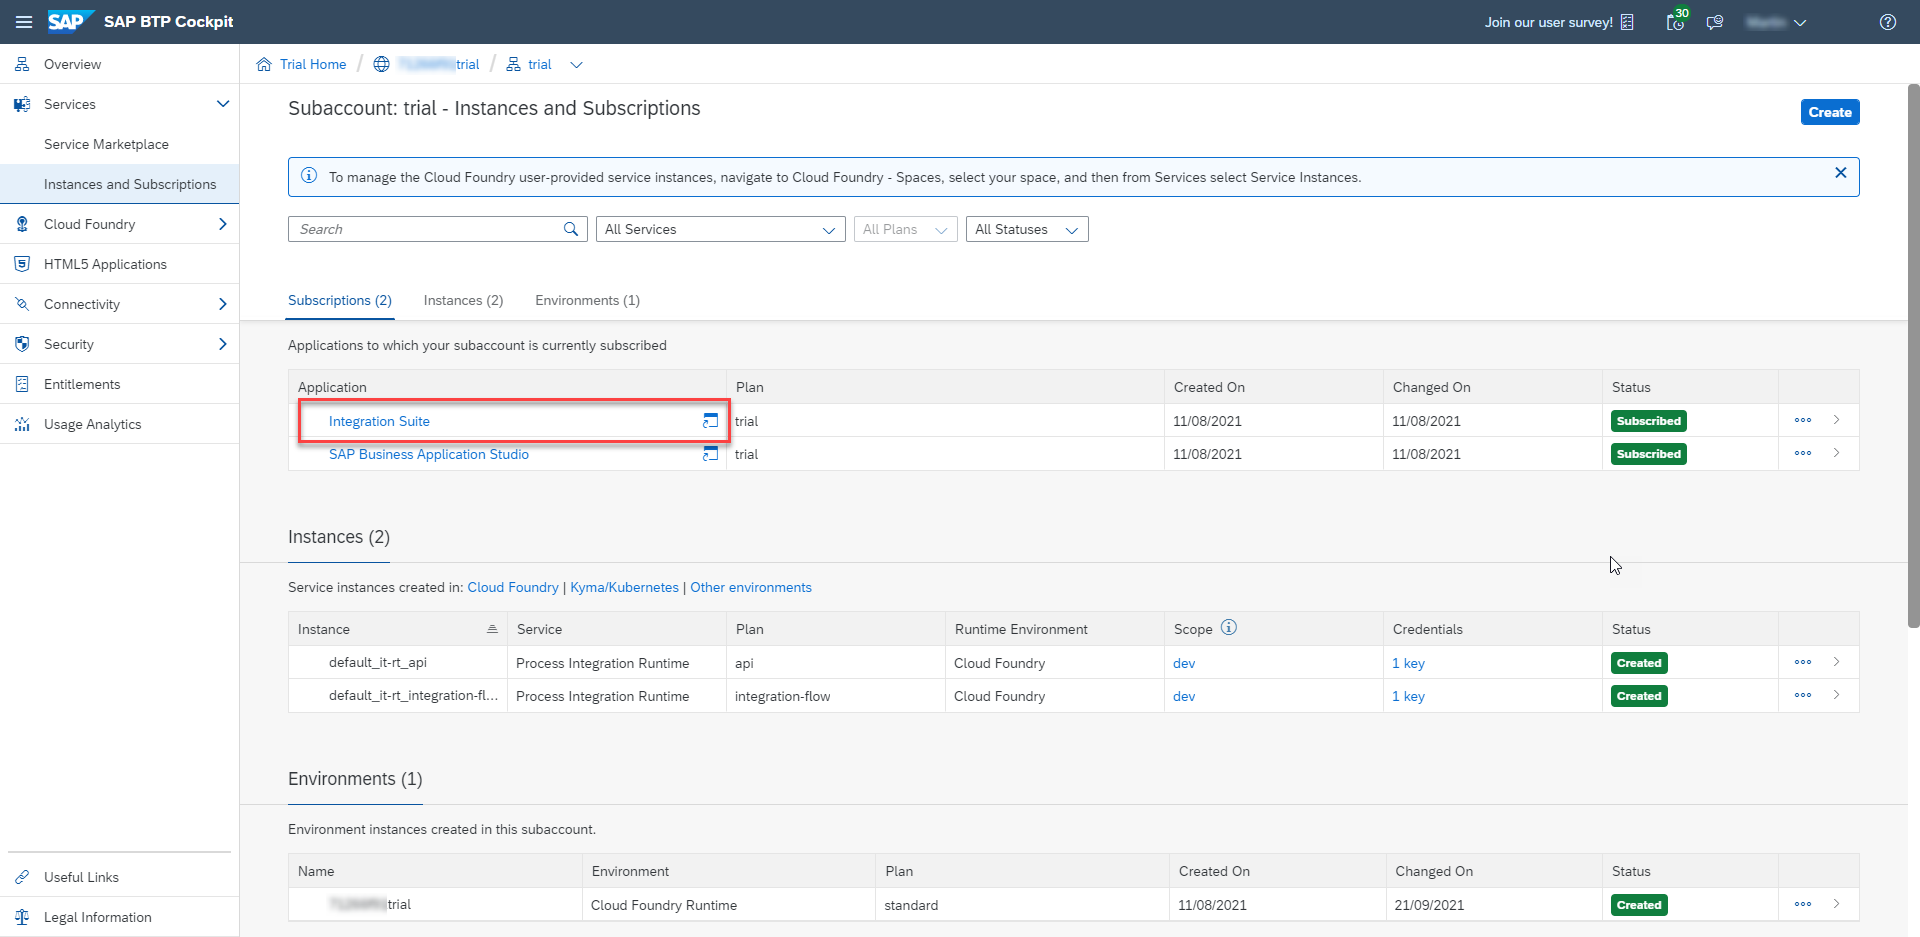 SAP SAP BTP Cockpit
Join our user survey!
30
Overview
Services
Service Marketplace
Instances and Subscriptions
Cloud Foundry
HTML5 Applications
Connectivity
Security
Entitlements
Usage Analytics
Useful Links
Legal Information
Trial Home / trial / trial
Subaccount: trial - Instances and Subscriptions
Create
To manage the Cloud Foundry user-provided service instances, navigate to Cloud Foundry - Spaces, select your space, and then from Services select Service Instances.
Search All Services All Plans All Statuses
Subscriptions (2) Instances (2) Environments (1)
Applications to which your subaccount is currently subscribed
Application Plan Created On Changed On Status
Integration Suite trial 11/08/2021 11/08/2021 Subscribed
SAP Business Application Studio trial 11/08/2021 11/08/2021 Subscribed
Instances (2)
Service instances created in: Cloud Foundry | Kyma/Kubernetes | Other environments
Instance Service Plan Runtime Environment Scope Credentials Status
default_it-rt_api Process Integration Runtime api Cloud Foundry dev 1 key Created
default_it-rt_integration-fl... Process Integration Runtime integration-flow Cloud Foundry dev 1 key Created
Environments (1)
Environment instances created in this subaccount.
Name Environment Plan Created On Changed On Status
trial Cloud Foundry Runtime standard 11/08/2021 21/09/2021 Created